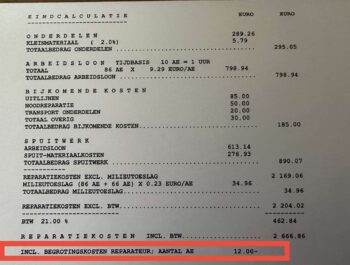 EINDCALCULATIE EURO EURO
ONDERDELEN 289.26
KLEINMATERIAAL ( 2.0%) 5.79
TOTAALBEDRAG ONDERDELEN 295.05
ARBEIDSLOON TIJDBASIS 10 AE = 1 UUR
TOTAAL 86 AE X 9.29 EURO/AE 798.94
TOTAALBEDRAG ARBEIDSLOON 798.94
BIJKOMENDE KOSTEN
UITLIJNEN 85.00
NOODREPARATIE 50.00
TRANSPORT ONDERDELEN 20.00
TOTAAL OVERIG 30.00
TOTAALBEDRAG BIJKOMENDE KOSTEN 185.00
SPUITWERK
ARBEIDSLOON 613.14
SPUIT-MATERIAALKOSTEN 276.93
TOTAALBEDRAG SPUITWERK 890.07
REPARATIEKOSTEN EXCL. MILIEUTOESLAG 2 169.06
MILIEUTOESLAG (86 AE + 66 AE) X 0.23 EURO/AE 34.96
TOTAALBEDRAG MILIEUTOESLAG 34.96
REPARATIEKOSTEN EXCL. BTW 2 204.02
BTW 21.00 % 462.84
REPARATIEKOSTEN INCL. BTW 2 666.86
INCL. BEGROTINGSKOSTEN REPARATEUR: AANTAL AE 12.00-